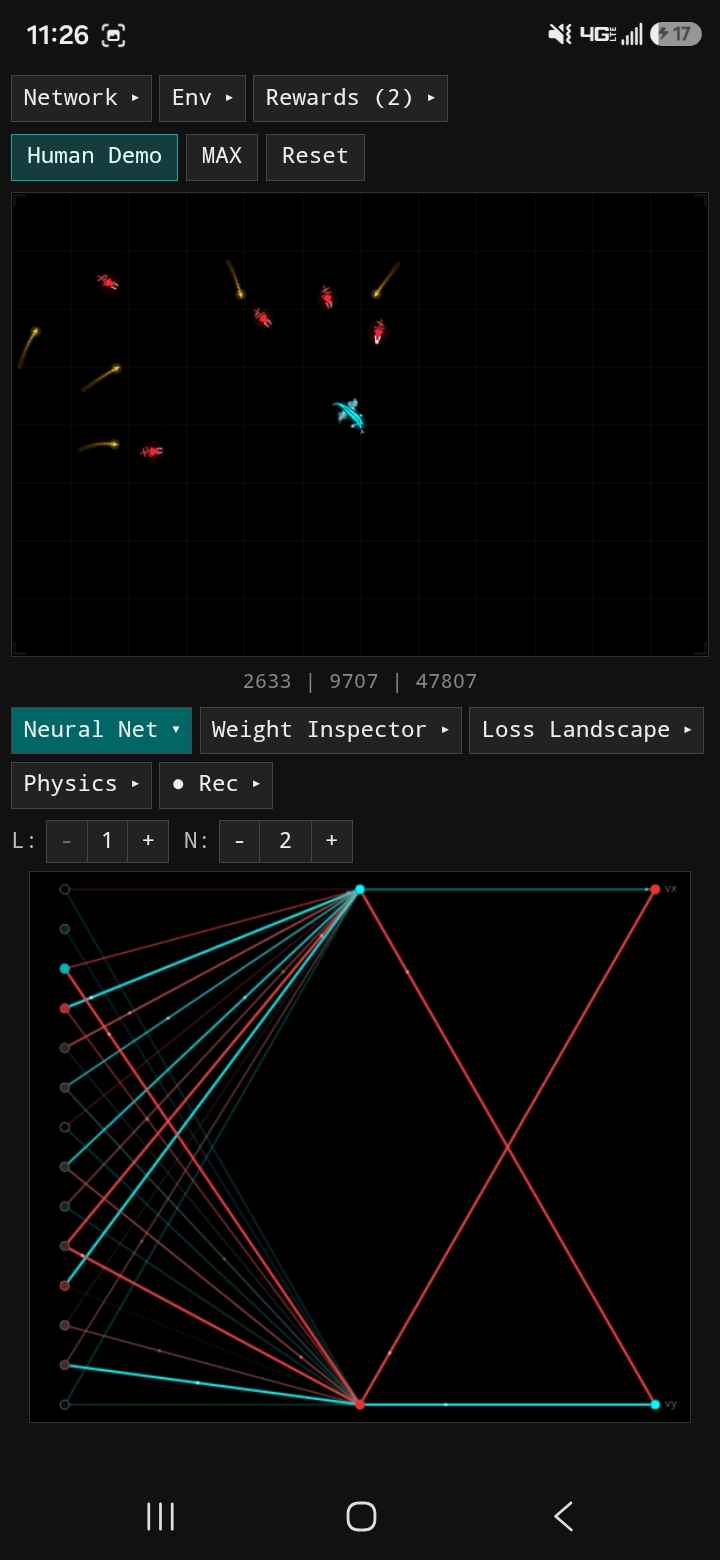 11:26 4G LTE 17
Network ▸ Env ▸ Rewards (2) ▸
Human Demo MAX Reset
2633 | 9707 | 47807
Neural Net ▾ Weight Inspector ▸ Loss Landscape ▸
Physics ▸ ● Rec ▸
L: - 1 + N: - 2 +
vx
vy